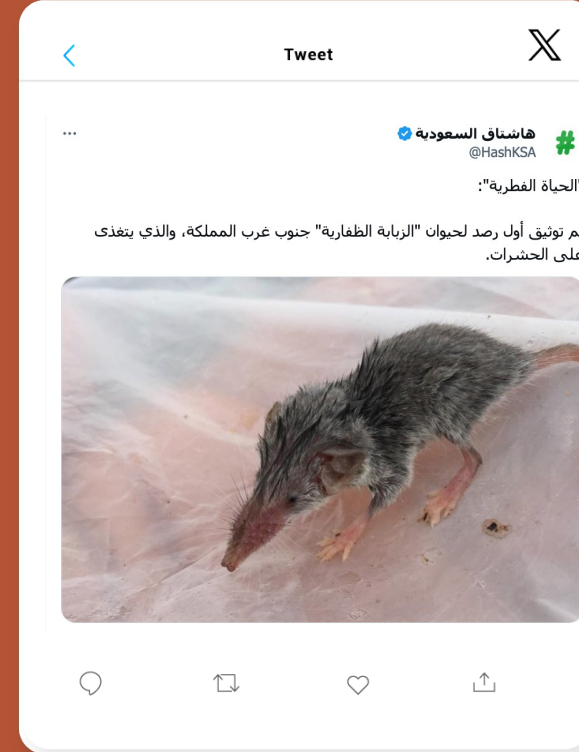 Tweet
هاشتاق السعودية
@HashKSA
"الحياة الفطرية":
توثيق أول رصد لحيوان "الزبابة الظفارية" جنوب غرب المملكة، والذي يتغذى
على الحشرات.